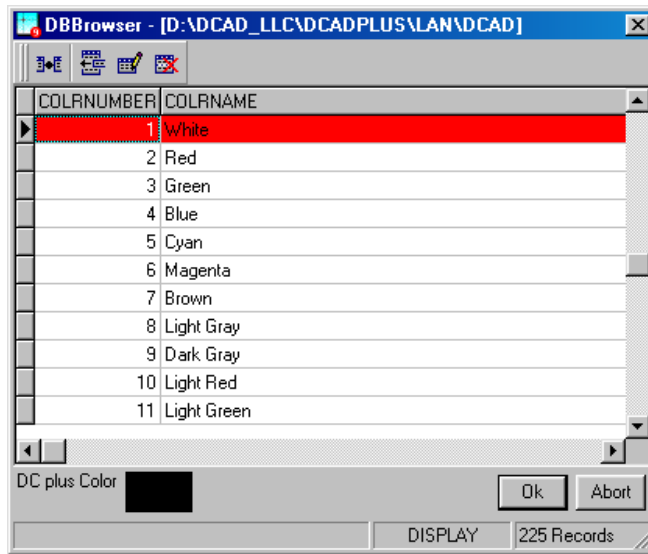 DBBrowser - [D:\DCAD_LLC\DCADPLUS\LAN\DCAD]
COLRNUMBER COLRNAME
1 White
2 Red
3 Green
4 Blue
5 Cyan
6 Magenta
7 Brown
8 Light Gray
9 Dark Gray
10 Light Red
11 Light Green
DC plus Color
Ok Abort
DISPLAY 225 Records